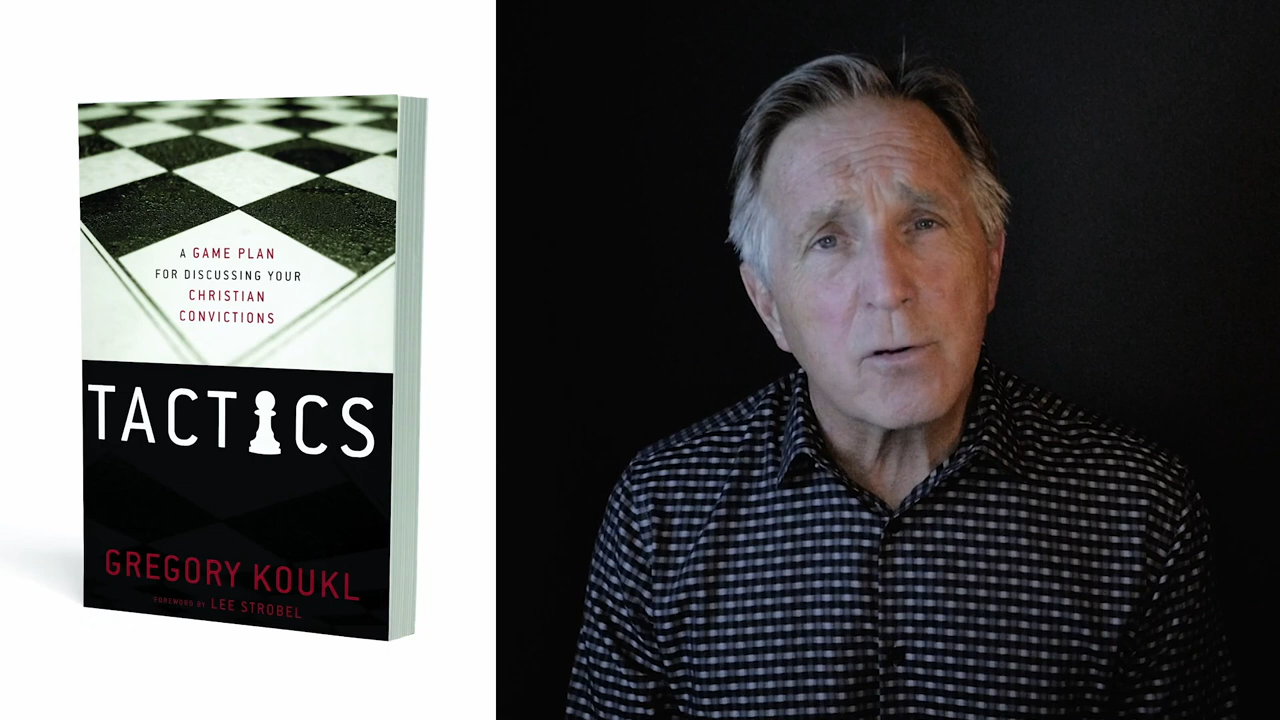 A GAME PLAN
FOR DISCUSSING YOUR
CHRISTIAN
CONVICTIONS
TACTICS
GREGORY KOUKL
FOREWORD BY LEE STROBEL